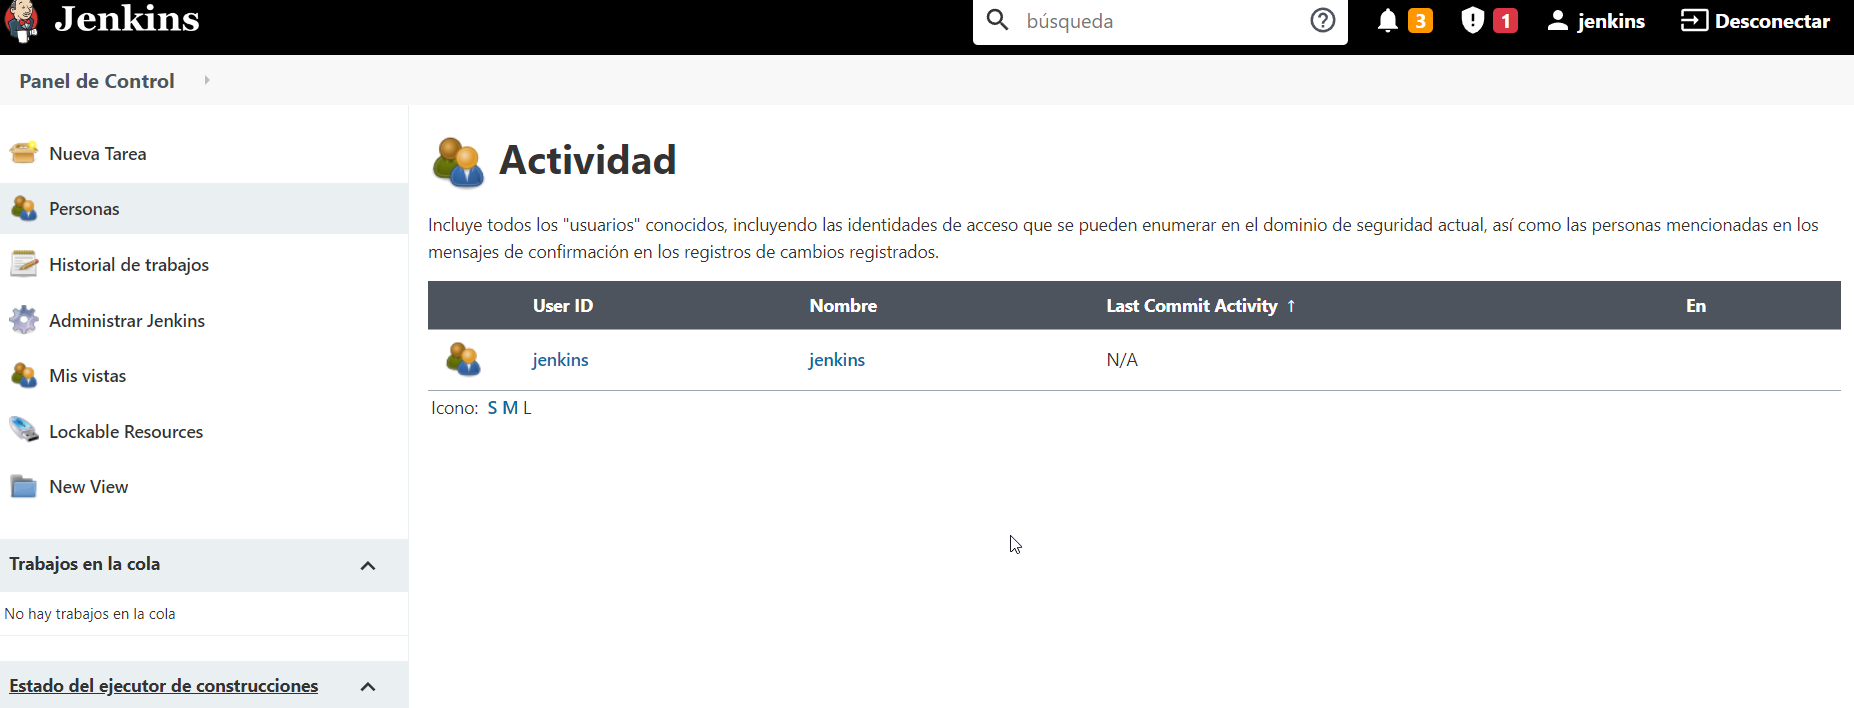 Jenkins
búsqueda
3
1
jenkins
Desconectar
Panel de Control
Nueva Tarea
Personas
Historial de trabajos
Administrar Jenkins
Mis vistas
Lockable Resources
New View
Trabajos en la cola
No hay trabajos en la cola
Estado del ejecutor de construcciones
Actividad
Incluye todos los "usuarios" conocidos, incluyendo las identidades de acceso que se pueden enumerar en el dominio de seguridad actual, así como las personas mencionadas en los
mensajes de confirmación en los registros de cambios registrados.
User ID Nombre Last Commit Activity ↑ En
jenkins jenkins N/A
Icono: S M L